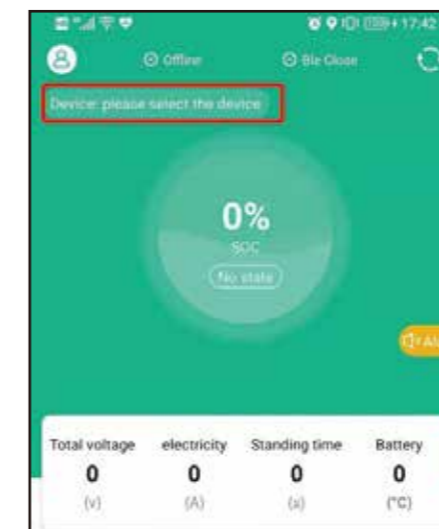 17:42
Offline
Ble Close
Device: please select the device
0%
SOC
No state
Total voltage electricity Standing time Battery
0 0 0 0
(v) (A) (s) (°C)